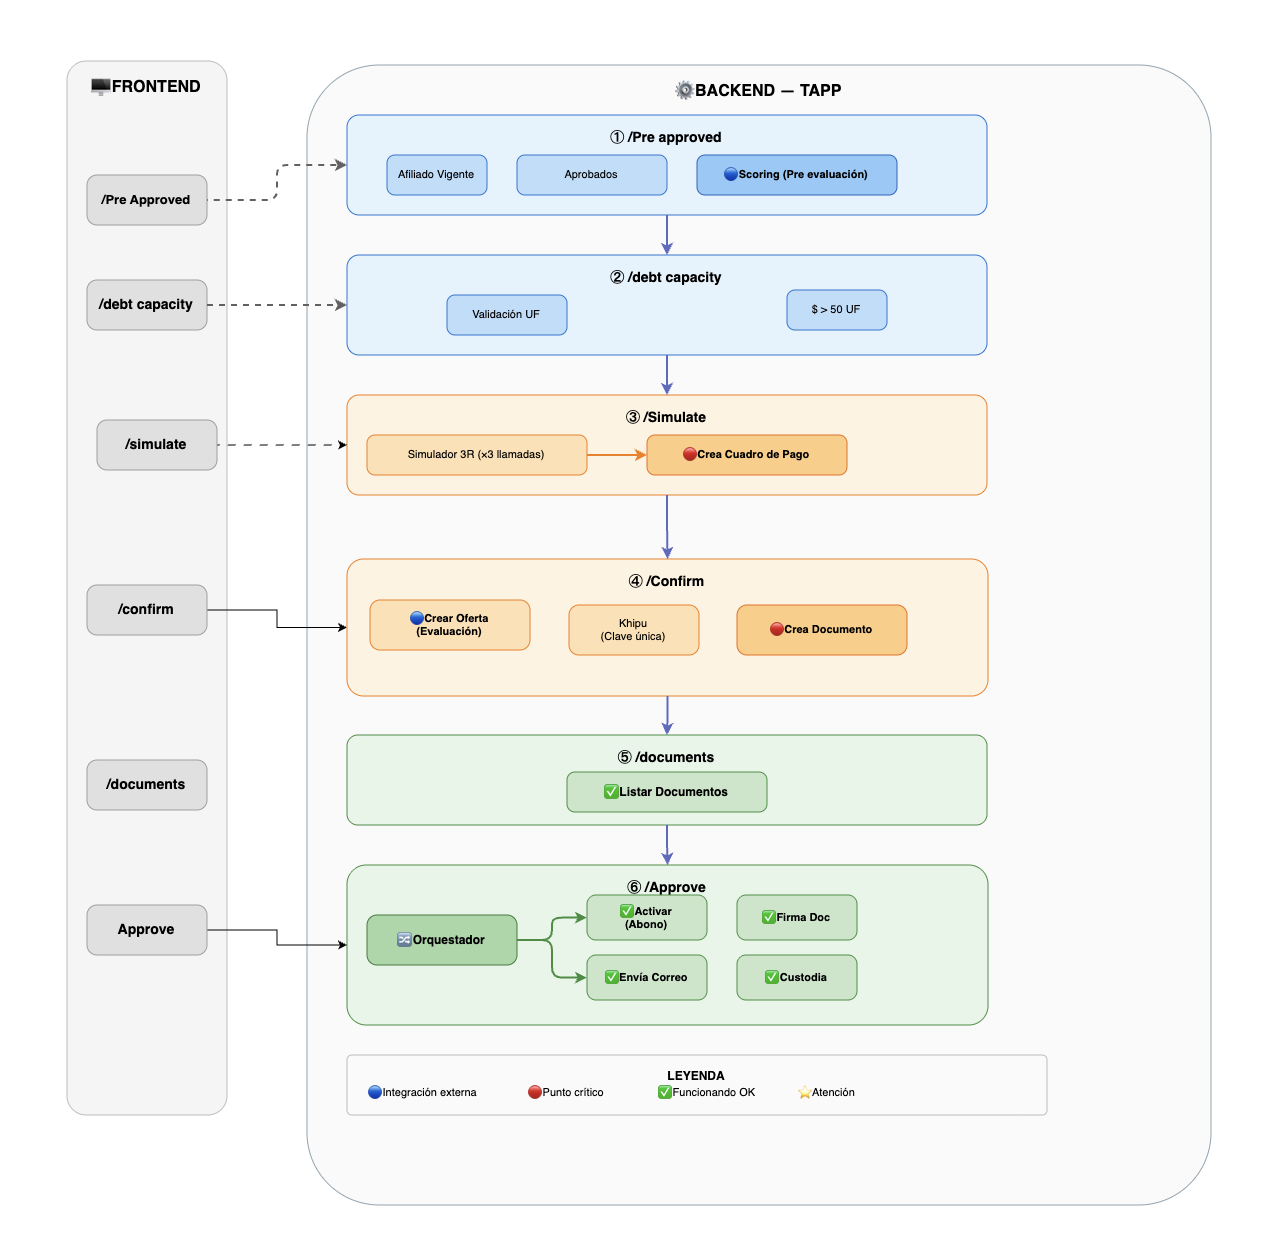 FRONTEND
/Pre Approved
/debt capacity
/simulate
/confirm
/documents
Approve
BACKEND — TAPP
① /Pre approved
Afiliado Vigente
Aprobados
Scoring (Pre evaluación)
② /debt capacity
Validación UF
$ > 50 UF
③ /Simulate
Simulador 3R (×3 llamadas)
Crea Cuadro de Pago
④ /Confirm
Crear Oferta
(Evaluación)
Khipu
(Clave única)
Crea Documento
⑤ /documents
Listar Documentos
⑥ /Approve
Orquestador
Activar
(Abono)
Firma Doc
Envía Correo
Custodia
LEYENDA
Integración externa
Punto crítico
Funcionando OK
Atención